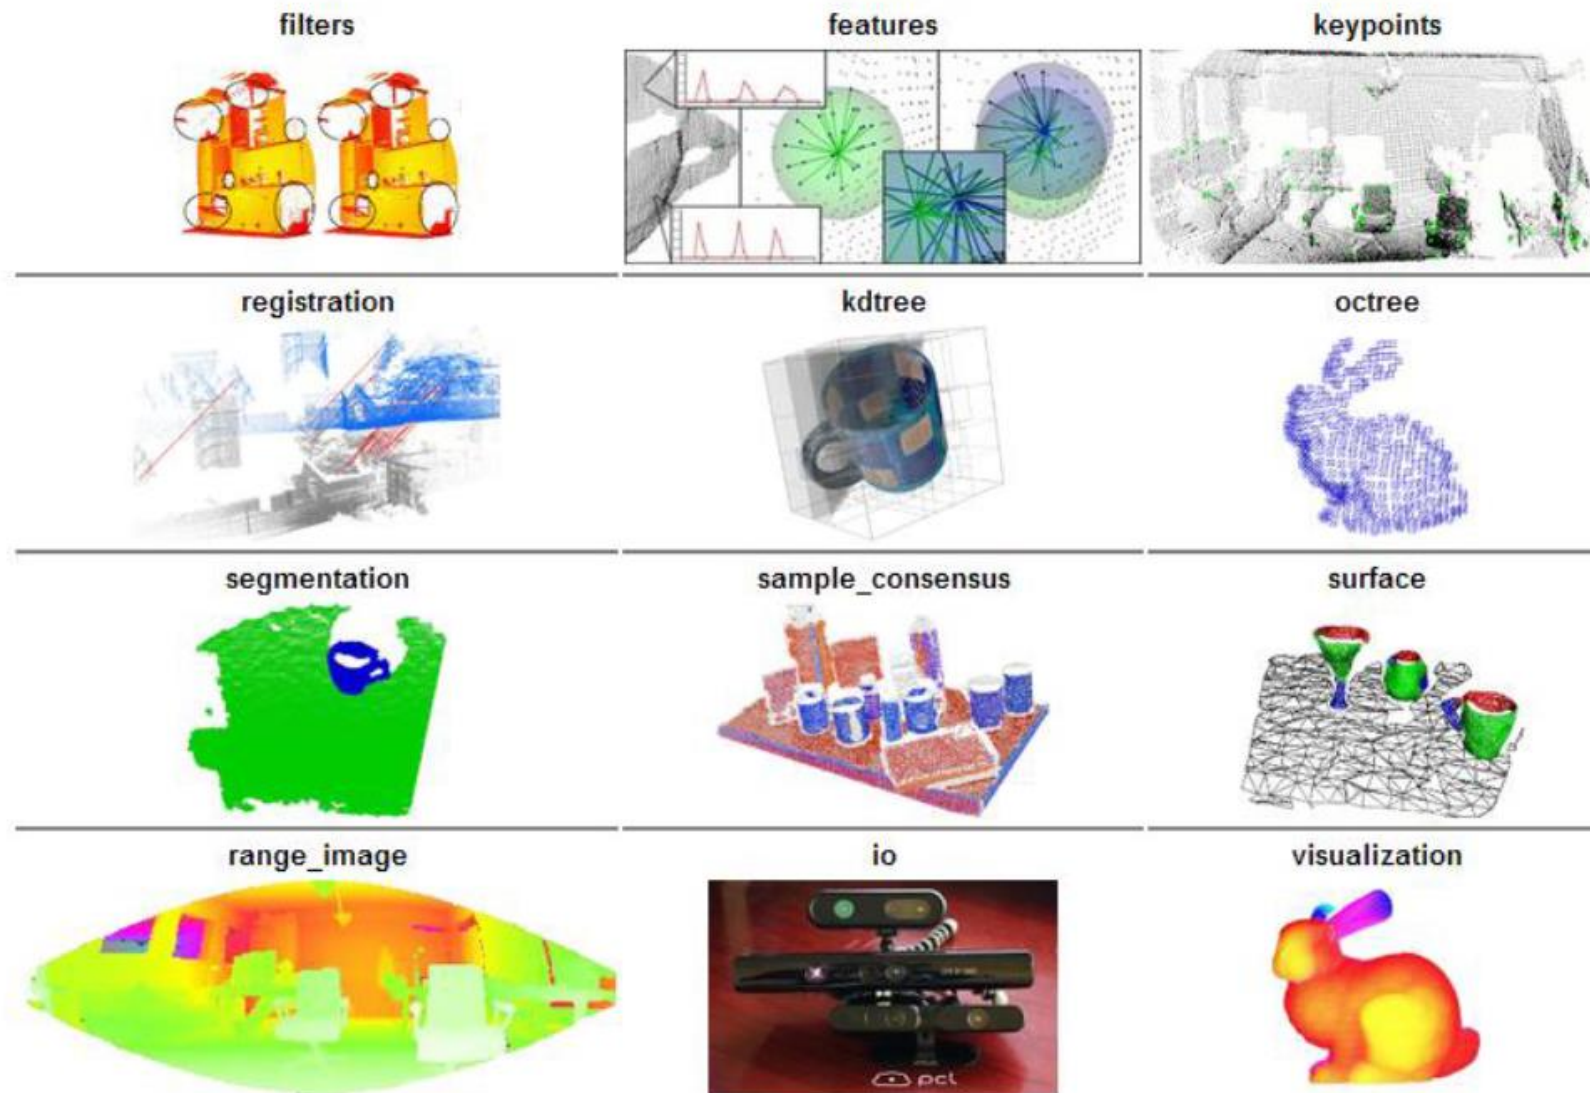 filters
features
keypoints
registration
kdtree
octree
segmentation
sample_consensus
surface
range_image
io
visualization
pcl